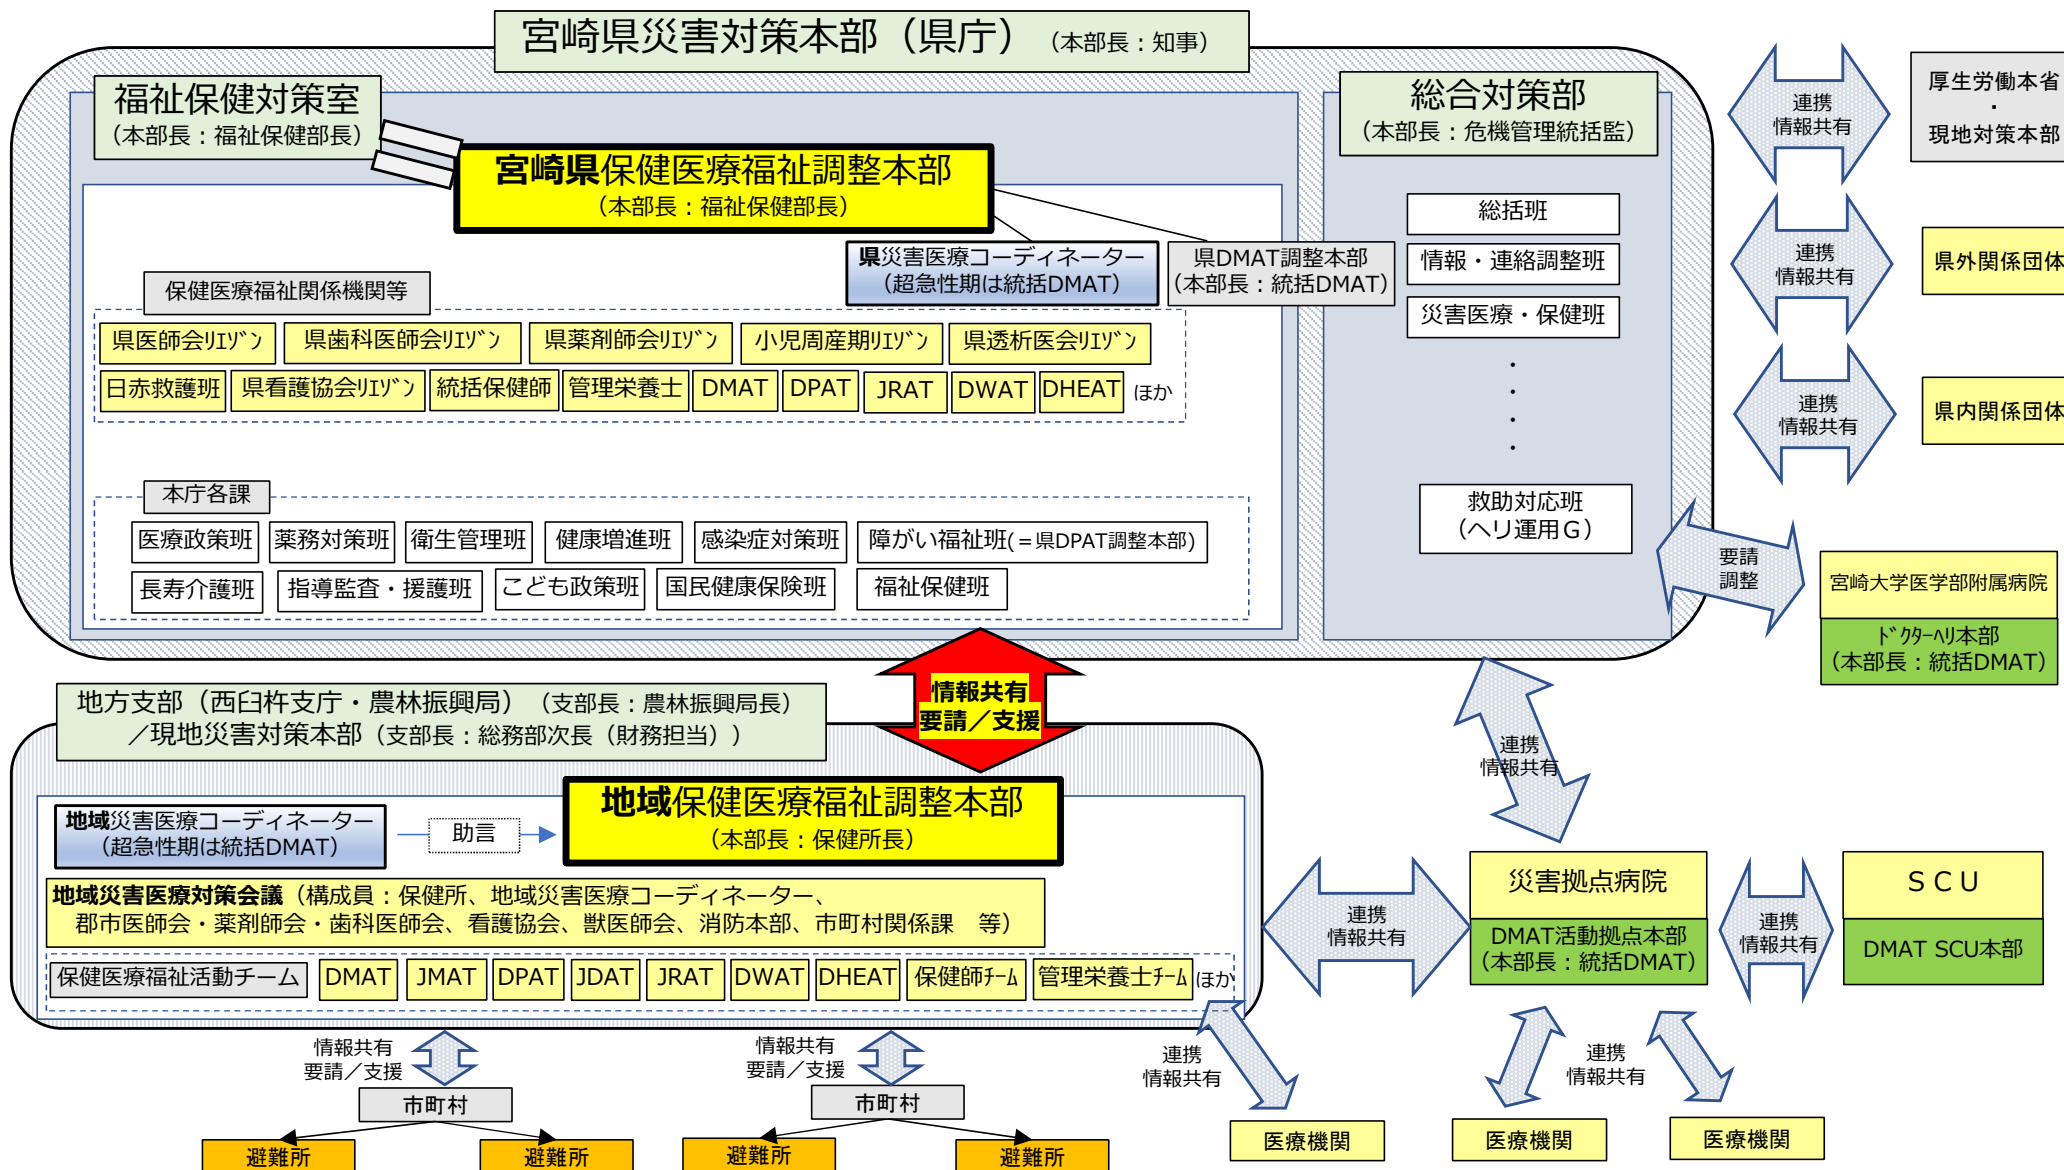 宮崎県災害対策本部（県庁）（本部長：知事）
福祉保健対策室
（本部長：福祉保健部長）
宮崎県保健医療福祉調整本部
（本部長：福祉保健部長）
県災害医療コーディネーター
（超急性期は統括DMAT）
県DMAT調整本部
（本部長：統括DMAT）
保健医療福祉関係機関等
県医師会ﾘｴｿﾞﾝ
県歯科医師会ﾘｴｿﾞﾝ
県薬剤師会ﾘｴｿﾞﾝ
小児周産期ﾘｴｿﾞﾝ
県透析医会ﾘｴｿﾞﾝ
日赤救護班
県看護協会ﾘｴｿﾞﾝ
統括保健師
管理栄養士
DMAT
DPAT
JRAT
DWAT
DHEAT
ほか
本庁各課
医療政策班
薬務対策班
衛生管理班
健康増進班
感染症対策班
障がい福祉班(＝県DPAT調整本部)
長寿介護班
指導監査・援護班
こども政策班
国民健康保険班
福祉保健班
総合対策部
（本部長：危機管理統括監）
総括班
情報・連絡調整班
災害医療・保健班
・
・
・
・
救助対応班
（ヘリ運用Ｇ）
連携
情報共有
厚生労働本省
・
現地対策本部
連携
情報共有
県外関係団体
連携
情報共有
県内関係団体
要請
調整
宮崎大学医学部附属病院
ﾄﾞｸﾀｰﾍﾘ本部
（本部長：統括DMAT）
情報共有
要請／支援
地方支部（西臼杵支庁・農林振興局）（支部長：農林振興局長）
／現地災害対策本部（支部長：総務部次長（財務担当））
地域保健医療福祉調整本部
（本部長：保健所長）
地域災害医療コーディネーター
（超急性期は統括DMAT）
助言
地域災害医療対策会議（構成員：保健所、地域災害医療コーディネーター、
郡市医師会・薬剤師会・歯科医師会、看護協会、獣医師会、消防本部、市町村関係課　等）
保健医療福祉活動チーム
DMAT
JMAT
DPAT
JDAT
JRAT
DWAT
DHEAT
保健師ﾁｰﾑ
管理栄養士ﾁｰﾑ
ほか
連携
情報共有
連携
情報共有
災害拠点病院
DMAT活動拠点本部
（本部長：統括DMAT）
連携
情報共有
ＳＣＵ
DMAT SCU本部
情報共有
要請／支援
市町村
避難所
避難所
情報共有
要請／支援
市町村
避難所
避難所
連携
情報共有
医療機関
連携
情報共有
医療機関
医療機関